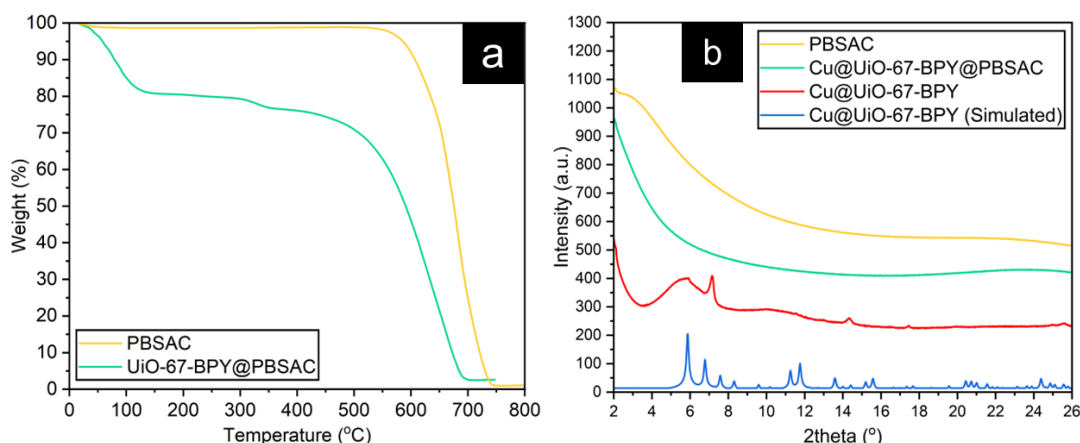 a
100
90
80
70
60
50
40
30
20
10
0
Weight (%)
PBSAC
UiO-67-BPY@PBSAC
0 100 200 300 400 500 600 700 800
Temperature (°C)
b
1300
1200
1100
1000
900
800
700
600
500
400
300
200
100
0
Intensity (a.u.)
PBSAC
Cu@UiO-67-BPY@PBSAC
Cu@UiO-67-BPY
Cu@UiO-67-BPY (Simulated)
2 4 6 8 10 12 14 16 18 20 22 24 26
2theta (°)